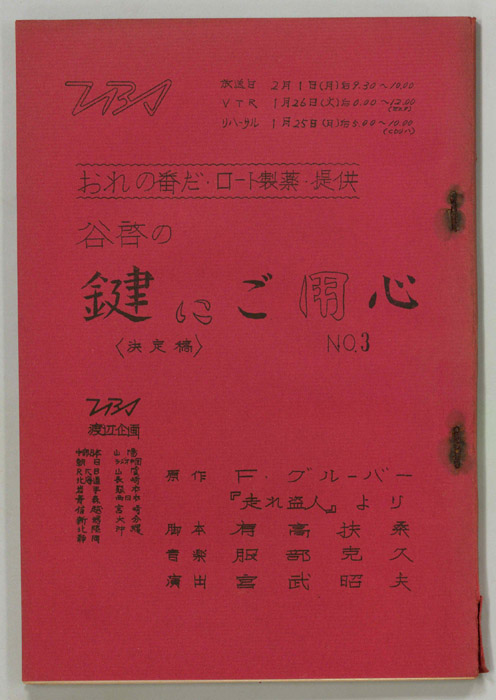 TBS
放送日 2月1日(月)后9.30〜10.00
VTR 1月26日(火)后0.00〜12.00
リハーサル 1月25日(月)后5.00〜10.00
おれの番だ・ロート製薬・提供
谷啓の
鍵にご用心
〈決定稿〉 NO.3
TBS
渡辺企画
原作 F・グルーバー
『走れ盗人』より
脚本 有高扶桑
音楽 服部克久
演出 宮武昭夫